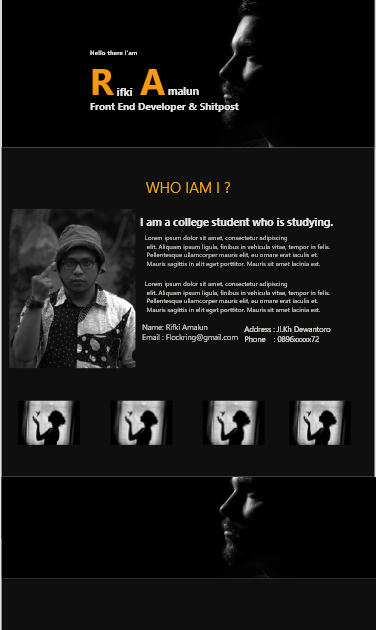 Hello there I'am
Rifki Amalun
Front End Developer & Shitpost
WHO IAM I ?
I am a college student who is studying.
Lorem ipsum dolor sit amet, consectetur adipiscing
elit. Aliquam ipsum ligula, finibus in vehicula vitae, tempor in felis.
Pellentesque ullamcorper mauris elit, eu ornare erat iaculis et.
Mauris sagittis in elit eget porttitor. Mauris sit amet lacinia est.
Lorem ipsum dolor sit amet, consectetur adipiscing
elit. Aliquam ipsum ligula, finibus in vehicula vitae, tempor in felis.
Pellentesque ullamcorper mauris elit, eu ornare erat iaculis et.
Mauris sagittis in elit eget porttitor. Mauris sit amet lacinia est.
Name: Rifki Amalun
Email : Flockring@gmail.com
Address : Jl.Kh Dewantoro
Phone : 0896xxxxx72